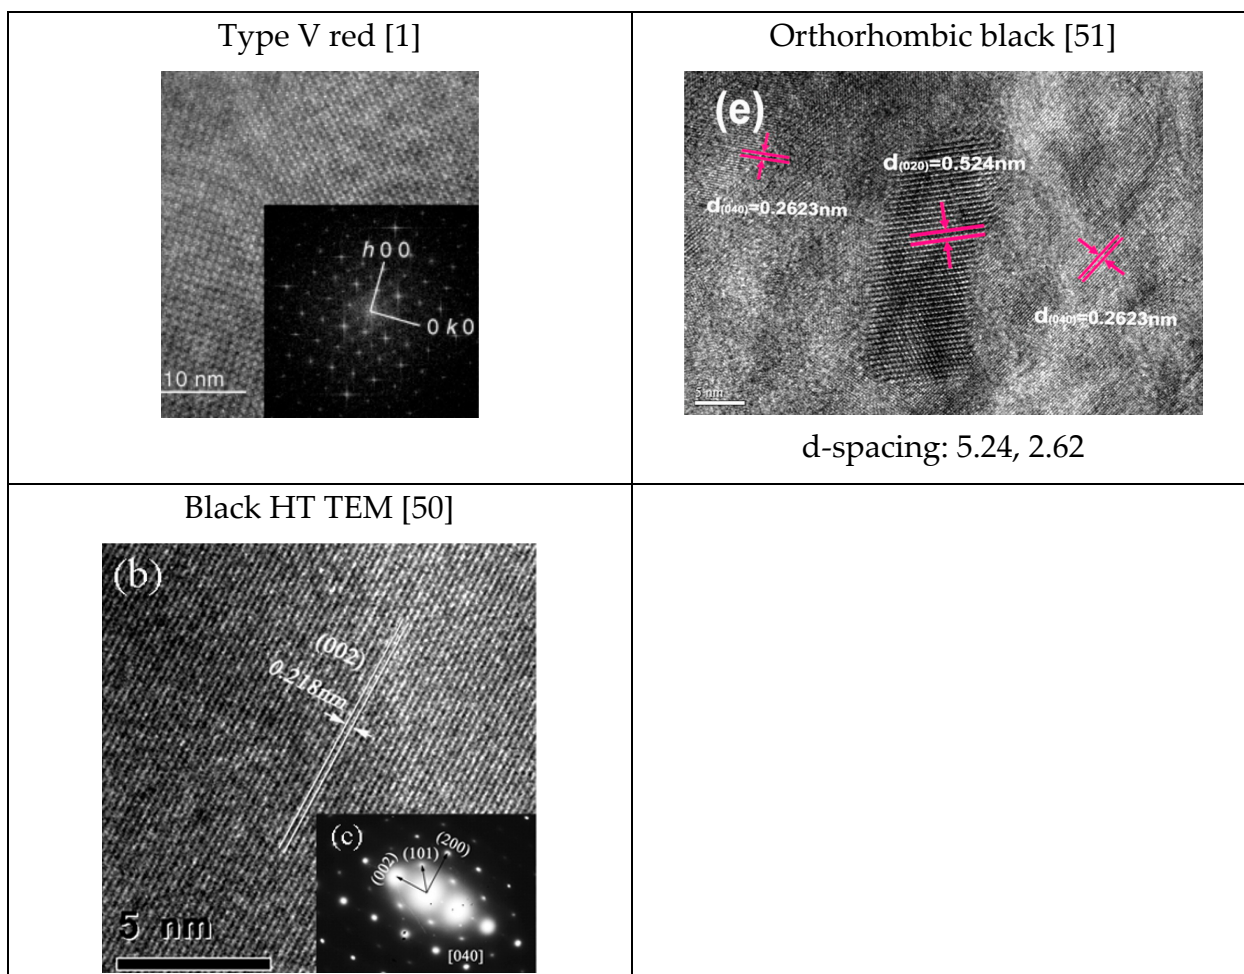 Type V red [1]
h 0 0
0 k 0
10 nm
Orthorhombic black [51]
(e)
d(020)=0.524nm
d(040)=0.2623nm
d(040)=0.2623nm
5 nm
d-spacing: 5.24, 2.62
Black HT TEM [50]
(b)
(002)
0.218nm
(c)
(200)
(101)
(002)
[040]
5 nm